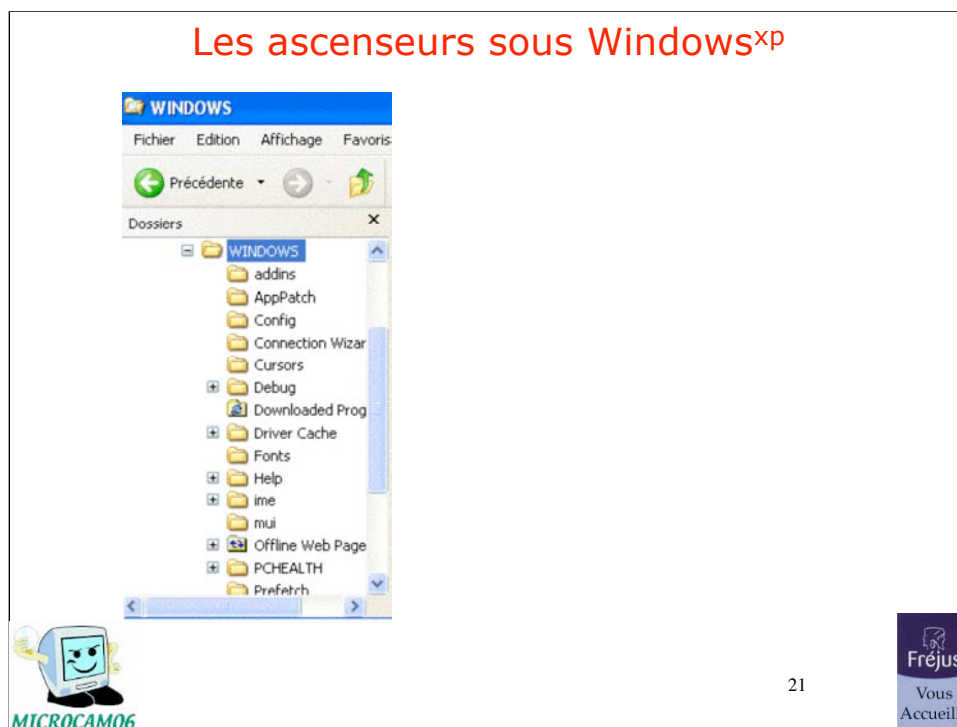 Les ascenseurs sous Windowsxp
WINDOWS
Fichier Edition Affichage Favoris
Précédente
Dossiers
WINDOWS
addins
AppPatch
Config
Connection Wizar
Cursors
Debug
Downloaded Prog
Driver Cache
Fonts
Help
ime
mui
Offline Web Page
PCHEALTH
Prefetch
MICROCAM06
21
Fréjus
Vous
Accueill